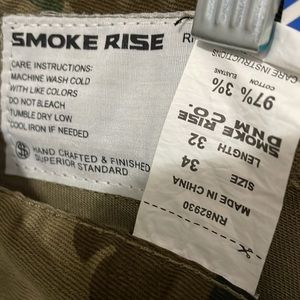 SMOKE RISE
CARE INSTRUCTIONS:
MACHINE WASH COLD
WITH LIKE COLORS
DO NOT BLEACH
TUMBLE DRY LOW
COOL IRON IF NEEDED
HAND CRAFTED & FINISHED
SUPERIOR STANDARD
RN829930
MADE IN CHINA
SIZE 34
LENGTH 32
SMOKE RISE
DNM CO.
97% 3%
COTTON ELASTANE
CARE INSTRUCTIONS